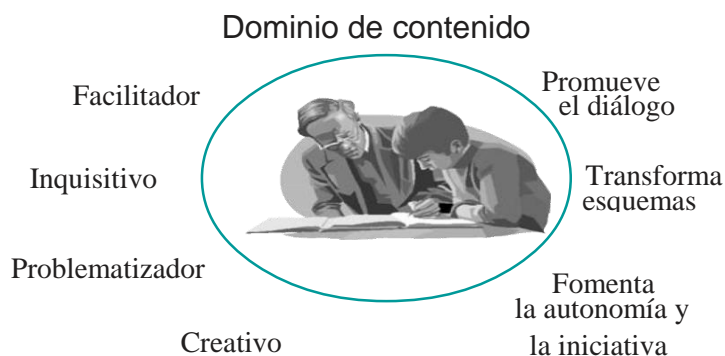 Dominio de contenido
Facilitador
Promueve
el diálogo
Inquisitivo
Transforma
esquemas
Problematizador
Fomenta
la autonomía y
la iniciativa
Creativo